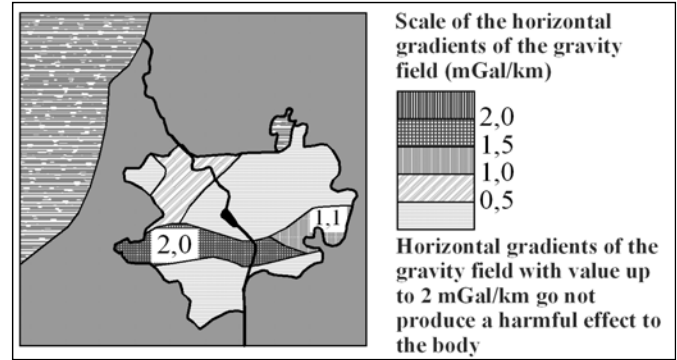 Scale of the horizontal
gradients of the gravity
field (mGal/km)
2,0
1,5
1,0
0,5
1,1
2,0
Horizontal gradients of the
gravity field with value up
to 2 mGal/km go not
produce a harmful effect to
the body